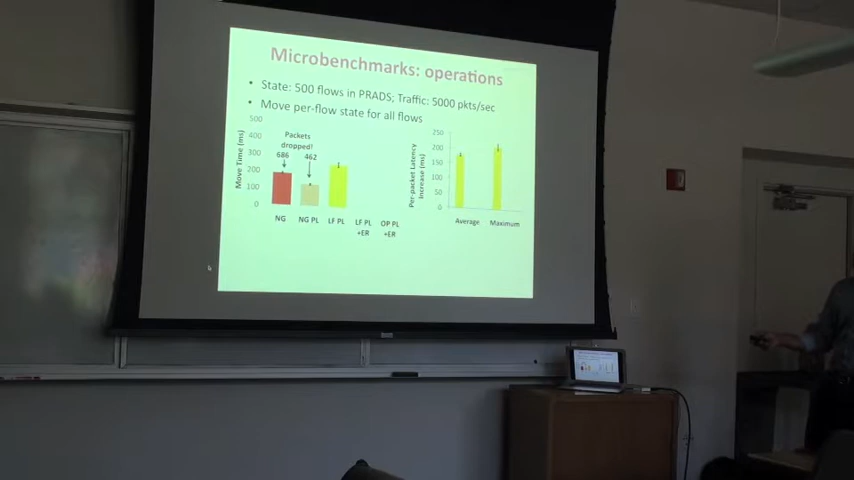 Microbenchmarks: operations
• State: 500 flows in PRADS; Traffic: 5000 pkts/sec
• Move per-flow state for all flows
500
400
300
200
100
0
Move Time (ms)
Packets
dropped!
686 462
NG NG PL LF PL LF PL OP PL
+ER +ER
250
200
150
100
50
0
Per-packet Latency
Increase (ms)
Average Maximum